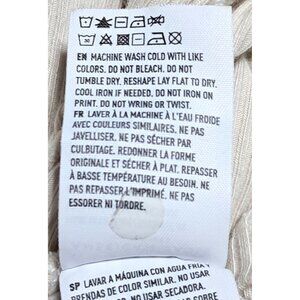 EN MACHINE WASH COLD WITH LIKE
COLORS. DO NOT BLEACH. DO NOT
TUMBLE DRY. RESHAPE LAY FLAT TO DRY.
COOL IRON IF NEEDED. DO NOT IRON ON
PRINT. DO NOT WRING OR TWIST.
FR LAVER À LA MACHINE À L'EAU FROIDE
AVEC COULEURS SIMILAIRES. NE PAS
JAVELLISER. NE PAS SÉCHER PAR
CULBUTAGE. REDONNER LA FORME
ORIGINALE ET SÉCHER À PLAT. REPASSER
À BASSE TEMPÉRATURE AU BESOIN. NE
PAS REPASSER L'IMPRIMÉ. NE PAS
ESSORER NI TORDRE.
SP LAVAR A MÁQUINA CON AGUA FRÍA Y
PRENDAS DE COLOR SIMILAR. NO USAR
NO USAR SECADORA.